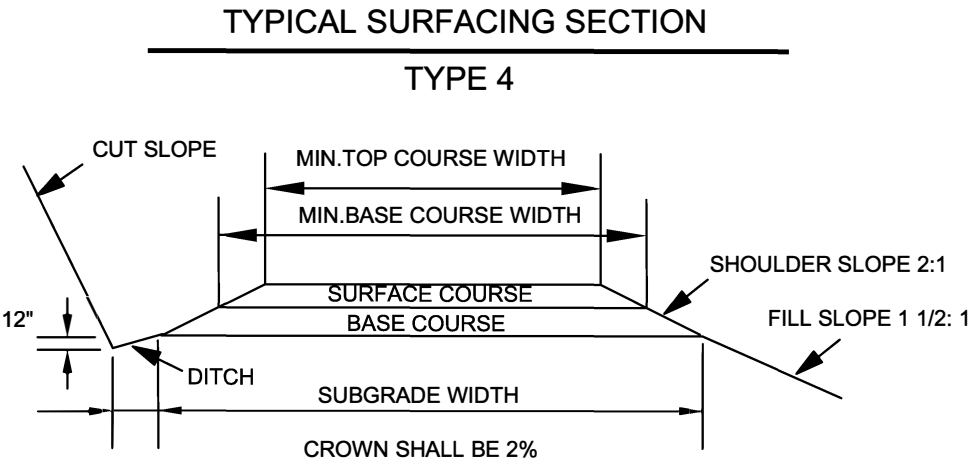 TYPICAL SURFACING SECTION
TYPE 4
CUT SLOPE
MIN.TOP COURSE WIDTH
MIN.BASE COURSE WIDTH
SHOULDER SLOPE 2:1
SURFACE COURSE
12"
BASE COURSE
FILL SLOPE 1 1/2: 1
DITCH
SUBGRADE WIDTH
CROWN SHALL BE 2%